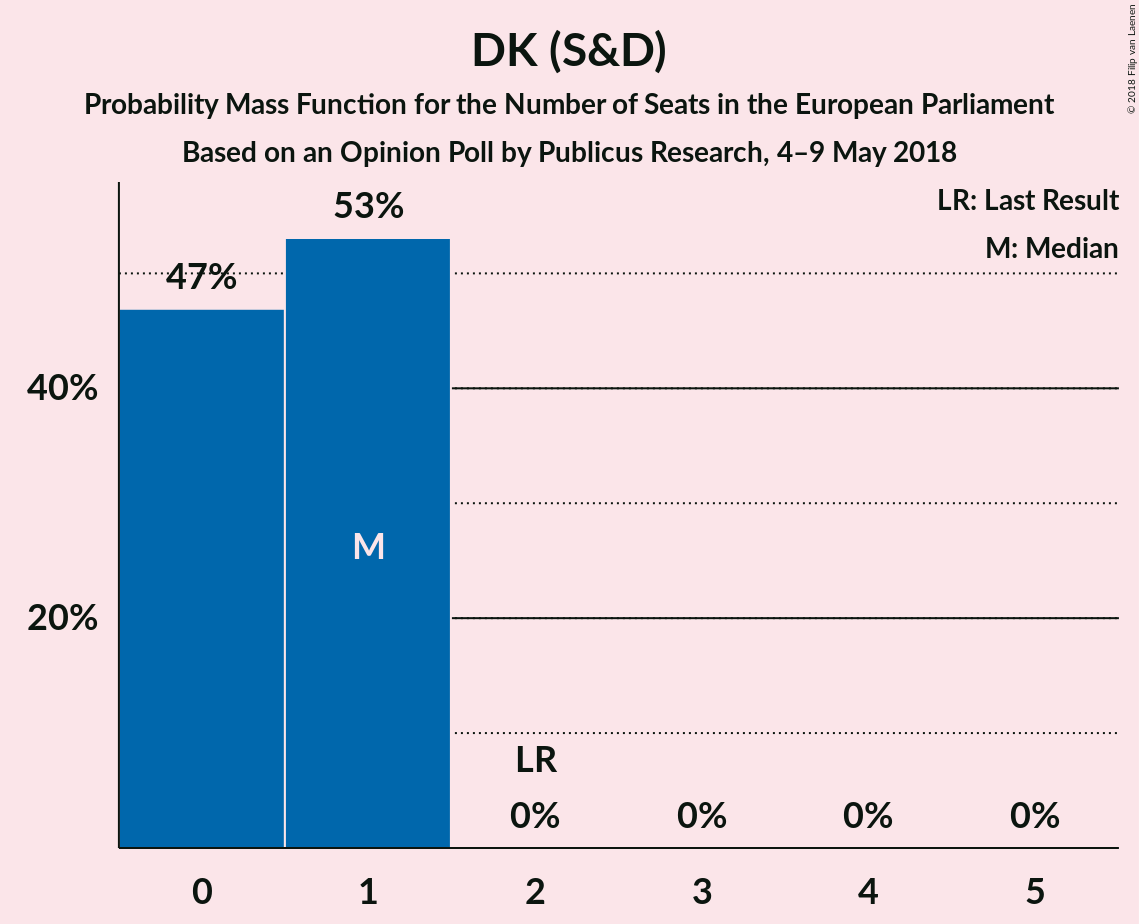 DK (S&D)
Probability Mass Function for the Number of Seats in the European Parliament
Based on an Opinion Poll by Publicus Research, 4–9 May 2018
© 2018 Filip van Laenen
LR: Last Result
M: Median
53%
47%
40%
M
20%
LR
0% 0% 0% 0%
0 1 2 3 4 5